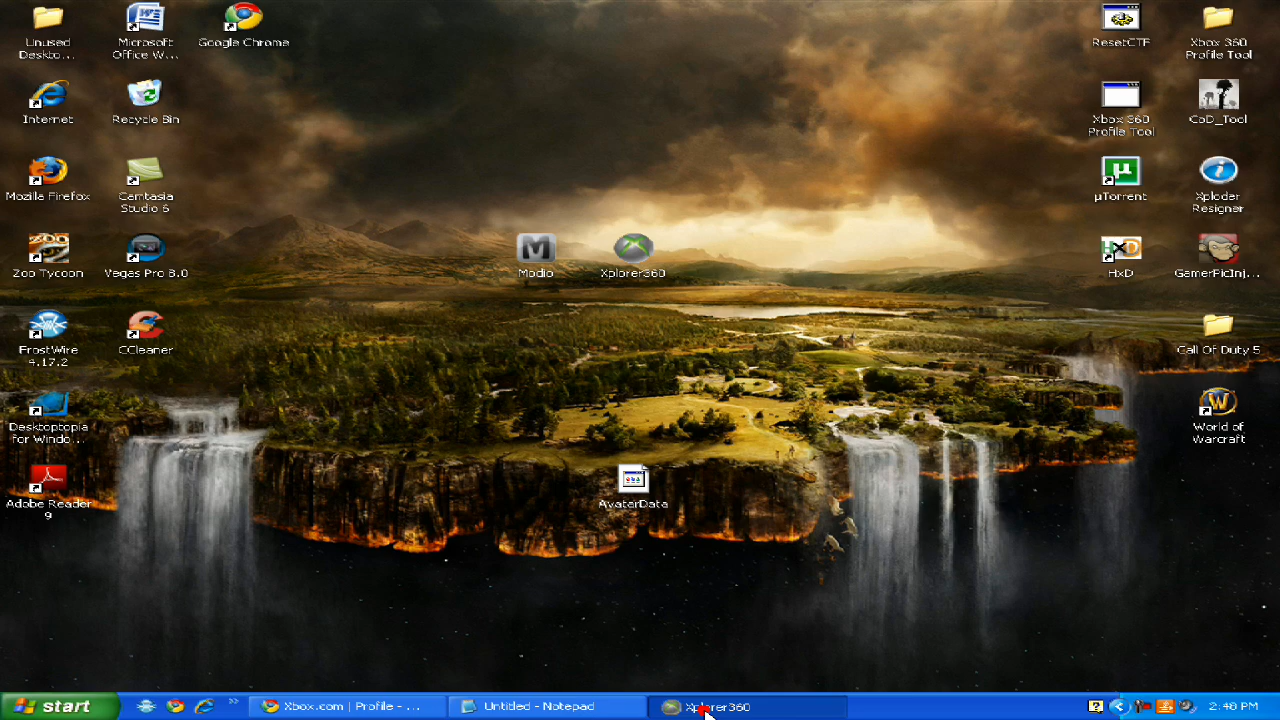 Unused
Deskto...
Microsoft
Office W...
Google Chrome
ResetCTF
Xbox 360
Profile Tool
Internet
Recycle Bin
Xbox 360
Profile Tool
CoD_Tool
Mozilla Firefox
Camtasia
Studio 6
µTorrent
Xploder
Resigner
ZOO
Zoo Tycoon
Vegas Pro 8.0
Modio
Xplorer360
HxD
GamerPicInj...
FrostWire
4.17.2
CCleaner
Call Of Duty 5
Desktoptopia
for Windo...
World of
Warcraft
Adobe Reader
9
AvatarData
start
Xbox.com | Profile - ...
Untitled - Notepad
Xplorer360
2:48 PM